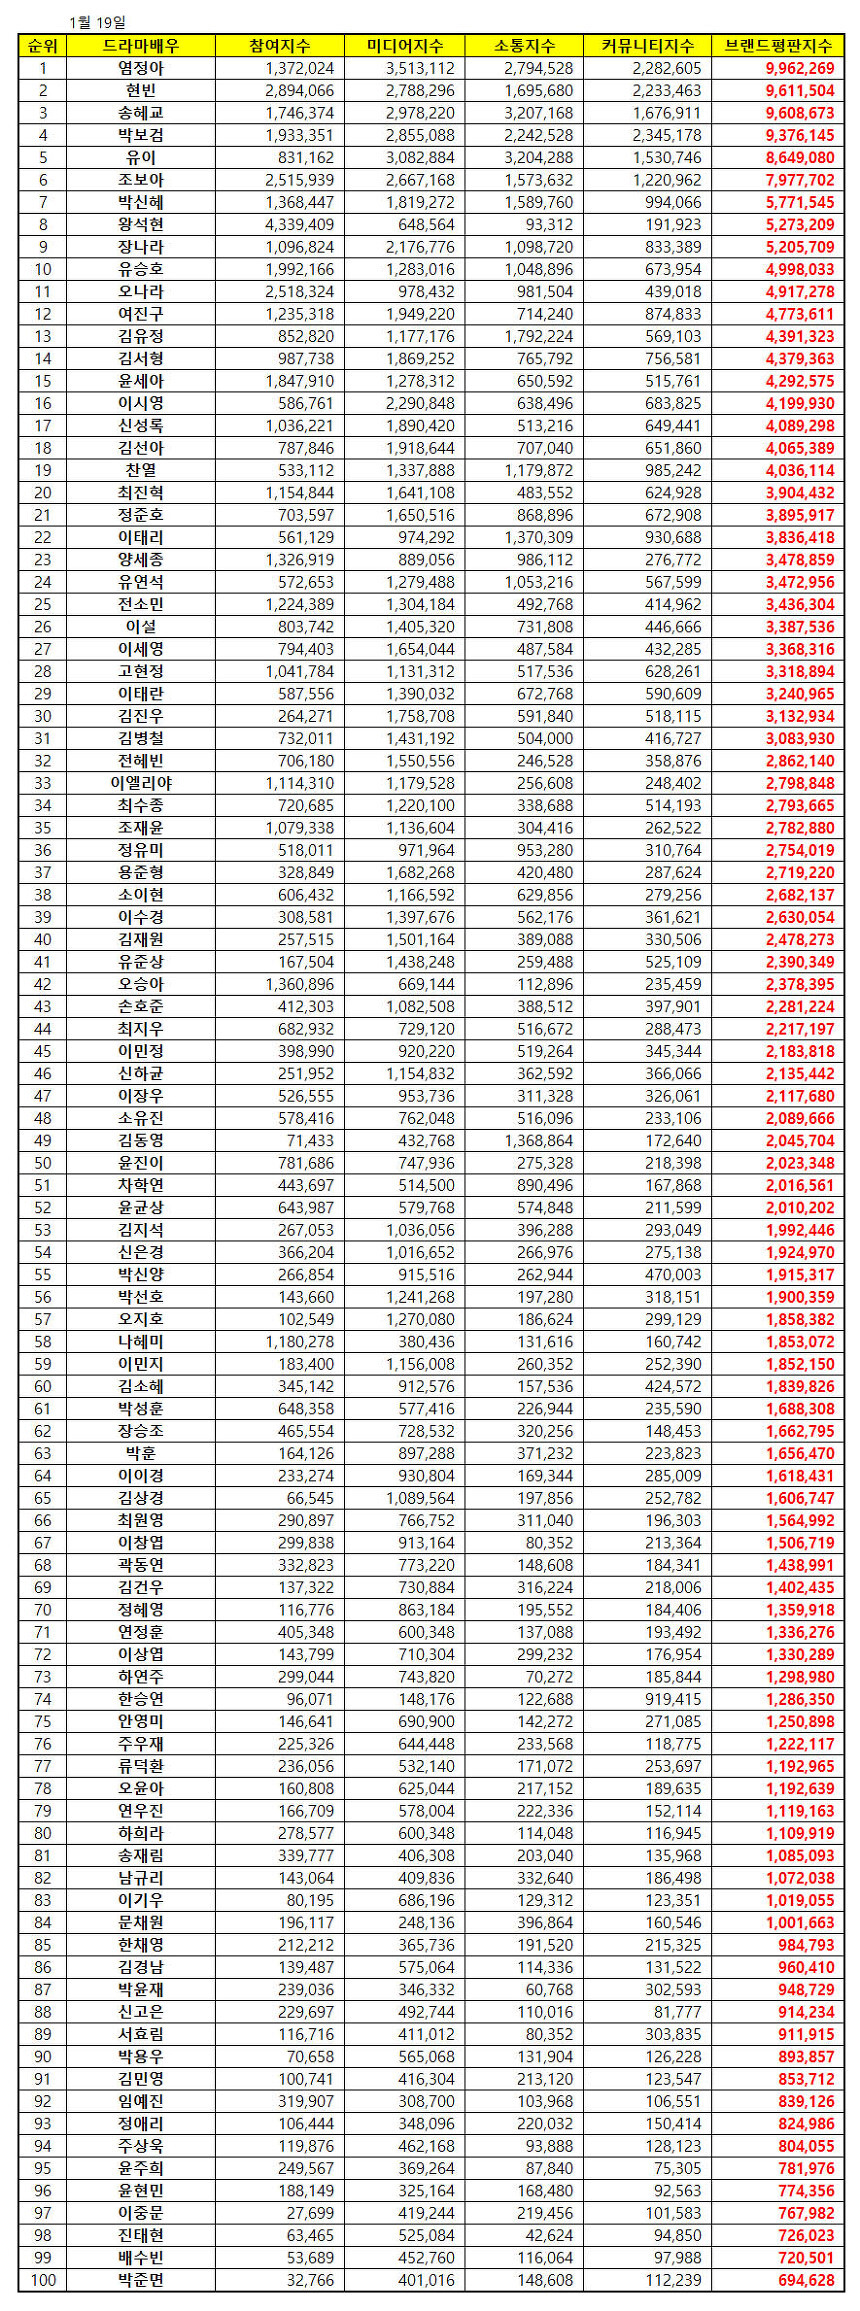 1월 19일
순위 드라마배우 참여지수 미디어지수 소통지수 커뮤니티지수 브랜드평판지수
1 염정아 1,372,024 3,513,112 2,794,528 2,282,605 9,962,269
2 현빈 2,894,066 2,788,296 1,695,680 2,233,463 9,611,504
3 송혜교 1,746,374 2,978,220 3,207,168 1,676,911 9,608,673
4 박보검 1,933,351 2,855,088 2,242,528 2,345,178 9,376,145
5 유이 831,162 3,082,884 3,204,288 1,530,746 8,649,080
6 조보아 2,515,939 2,667,168 1,573,632 1,220,962 7,977,702
7 박신혜 1,368,447 1,819,272 1,589,760 994,066 5,771,545
8 왕석현 4,339,409 648,564 93,312 191,923 5,273,209
9 장나라 1,096,824 2,176,776 1,098,720 833,389 5,205,709
10 유승호 1,992,166 1,283,016 1,048,896 673,954 4,998,033
11 오나라 2,518,324 978,432 981,504 439,018 4,917,278
12 여진구 1,235,318 1,949,220 714,240 874,833 4,773,611
13 김유정 852,820 1,177,176 1,792,224 569,103 4,391,323
14 김서형 987,738 1,869,252 765,792 756,581 4,379,363
15 윤세아 1,847,910 1,278,312 650,592 515,761 4,292,575
16 이시영 586,761 2,290,848 638,496 683,825 4,199,930
17 신성록 1,036,221 1,890,420 513,216 649,441 4,089,298
18 김선아 787,846 1,918,644 707,040 651,860 4,065,389
19 찬열 533,112 1,337,888 1,179,872 985,242 4,036,114
20 최진혁 1,154,844 1,641,108 483,552 624,928 3,904,432
21 정준호 703,597 1,650,516 868,896 672,908 3,895,917
22 이태리 561,129 974,292 1,370,309 930,688 3,836,418
23 양세종 1,326,919 889,056 986,112 276,772 3,478,859
24 유연석 572,653 1,279,488 1,053,216 567,599 3,472,956
25 전소민 1,224,389 1,304,184 492,768 414,962 3,436,304
26 이설 803,742 1,405,320 731,808 446,666 3,387,536
27 이세영 794,403 1,654,044 487,584 432,285 3,368,316
28 고현정 1,041,784 1,131,312 517,536 628,261 3,318,894
29 이태란 587,556 1,390,032 672,768 590,609 3,240,965
30 김진우 264,271 1,758,708 591,840 518,115 3,132,934
31 김병철 732,011 1,431,192 504,000 416,727 3,083,930
32 전혜빈 706,180 1,550,556 246,528 358,876 2,862,140
33 이엘리야 1,114,310 1,179,528 256,608 248,402 2,798,848
34 최수종 720,685 1,220,100 338,688 514,193 2,793,665
35 조재윤 1,079,338 1,136,604 304,416 262,522 2,782,880
36 정유미 518,011 971,964 953,280 310,764 2,754,019
37 용준형 328,849 1,682,268 420,480 287,624 2,719,220
38 소이현 606,432 1,166,592 629,856 279,256 2,682,137
39 이수경 308,581 1,397,676 562,176 361,621 2,630,054
40 김재원 257,515 1,501,164 389,088 330,506 2,478,273
41 유준상 167,504 1,438,248 259,488 525,109 2,390,349
42 오승아 1,360,896 669,144 112,896 235,459 2,378,395
43 손호준 412,303 1,082,508 388,512 397,901 2,281,224
44 최지우 682,932 729,120 516,672 288,473 2,217,197
45 이민정 398,990 920,220 519,264 345,344 2,183,818
46 신하균 251,952 1,154,832 362,592 366,066 2,135,442
47 이장우 526,555 953,736 311,328 326,061 2,117,680
48 소유진 578,416 762,048 516,096 233,106 2,089,666
49 김동영 71,433 432,768 1,368,864 172,640 2,045,704
50 윤진이 781,686 747,936 275,328 218,398 2,023,348
51 차학연 443,697 514,500 890,496 167,868 2,016,561
52 윤균상 643,987 579,768 574,848 211,599 2,010,202
53 김지석 267,053 1,036,056 396,288 293,049 1,992,446
54 신은경 366,204 1,016,652 266,976 275,138 1,924,970
55 박신양 266,854 915,516 262,944 470,003 1,915,317
56 박선호 143,660 1,241,268 197,280 318,151 1,900,359
57 오지호 102,549 1,270,080 186,624 299,129 1,858,382
58 나혜미 1,180,278 380,436 131,616 160,742 1,853,072
59 이민지 183,400 1,156,008 260,352 252,390 1,852,150
60 김소혜 345,142 912,576 157,536 424,572 1,839,826
61 박성훈 648,358 577,416 226,944 235,590 1,688,308
62 장승조 465,554 728,532 320,256 148,453 1,662,795
63 박훈 164,126 897,288 371,232 223,823 1,656,470
64 이이경 233,274 930,804 169,344 285,009 1,618,431
65 김상경 66,545 1,089,564 197,856 252,782 1,606,747
66 최원영 290,897 766,752 311,040 196,303 1,564,992
67 이창엽 299,838 913,164 80,352 213,364 1,506,719
68 곽동연 332,823 773,220 148,608 184,341 1,438,991
69 김건우 137,322 730,884 316,224 218,006 1,402,435
70 정혜영 116,776 863,184 195,552 184,406 1,359,918
71 연정훈 405,348 600,348 137,088 193,492 1,336,276
72 이상엽 143,799 710,304 299,232 176,954 1,330,289
73 하연주 299,044 743,820 70,272 185,844 1,298,980
74 한승연 96,071 148,176 122,688 919,415 1,286,350
75 안영미 146,641 690,900 142,272 271,085 1,250,898
76 주우재 225,326 644,448 233,568 118,775 1,222,117
77 류덕환 236,056 532,140 171,072 253,697 1,192,965
78 오윤아 160,808 625,044 217,152 189,635 1,192,639
79 연우진 166,709 578,004 222,336 152,114 1,119,163
80 하희라 278,577 600,348 114,048 116,945 1,109,919
81 송재림 339,777 406,308 203,040 135,968 1,085,093
82 남규리 143,064 409,836 332,640 186,498 1,072,038
83 이기우 80,195 686,196 129,312 123,351 1,019,055
84 문채원 196,117 248,136 396,864 160,546 1,001,663
85 한채영 212,212 365,736 191,520 215,325 984,793
86 김경남 139,487 575,064 114,336 131,522 960,410
87 박윤재 239,036 346,332 60,768 302,593 948,729
88 신고은 229,697 492,744 110,016 81,777 914,234
89 서효림 116,716 411,012 80,352 303,835 911,915
90 박용우 70,658 565,068 131,904 126,228 893,857
91 김민영 100,741 416,304 213,120 123,547 853,712
92 임예진 319,907 308,700 103,968 106,551 839,126
93 정애리 106,444 348,096 220,032 150,414 824,986
94 주상욱 119,876 462,168 93,888 128,123 804,055
95 윤주희 249,567 369,264 87,840 75,305 781,976
96 윤현민 188,149 325,164 168,480 92,563 774,356
97 이중문 27,699 419,244 219,456 101,583 767,982
98 진태현 63,465 525,084 42,624 94,850 726,023
99 배수빈 53,689 452,760 116,064 97,988 720,501
100 박준면 32,766 401,016 148,608 112,239 694,628